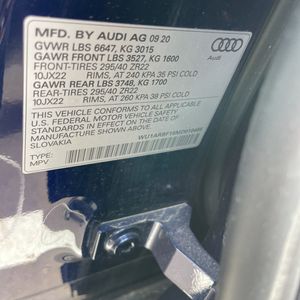 MFD. BY AUDI AG 09 20
GVWR LBS 6647, KG 3015
GAWR FRONT LBS 3527, KG 1600
FRONT-TIRES 295/40 ZR22
10JX22 RIMS, AT 240 KPA 35 PSI COLD
GAWR REAR LBS 3748, KG 1700
REAR-TIRES 295/40 ZR22
10JX22 RIMS, AT 260 KPA 38 PSI COLD
THIS VEHICLE CONFORMS TO ALL
FEDERAL MOTOR VEHICLE
SAFETY STANDARDS IN EFFECT
ON THE DATE OF MANUFACTURE
SHOWN ABOVE
SLOVAKIA
TYPE:
MPV
Audi